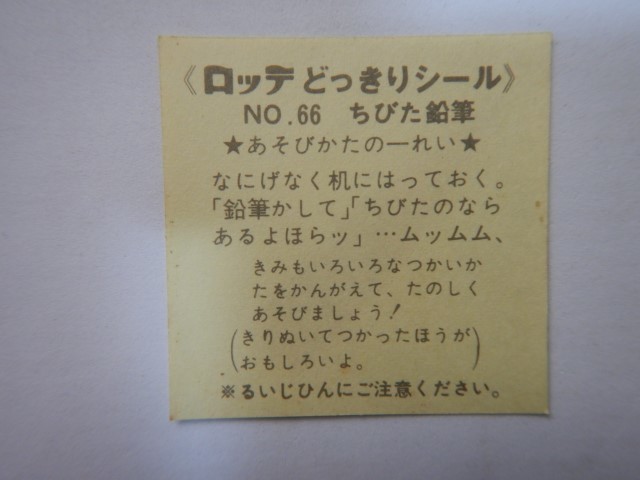 《ロッテどっきりシール》
NO.66 ちびた鉛筆
★あそびかたの一れい★
なにげなく机にはっておく。
「鉛筆かして」「ちびたのなら
あるよほらッ」…ムッムム、
きみもいろいろなつかいか
たをかんがえて、たのしく
あそびましょう!
(きりぬいてつかったほうが
おもしろいよ。)
※るいじひんにご注意ください。